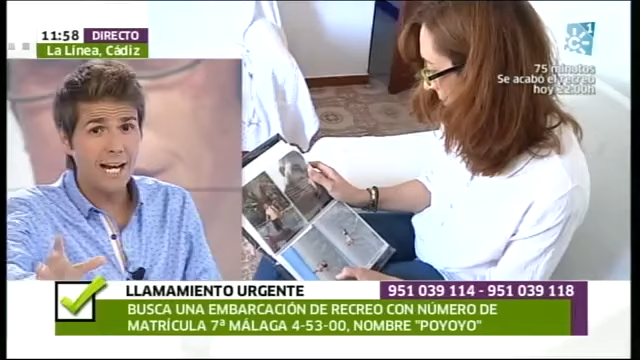 11:58 DIRECTO
La Línea, Cádiz
1
75 minutos
Se acabó el recreo
hoy 22:00h
LLAMAMIENTO URGENTE
951 039 114 - 951 039 118
BUSCA UNA EMBARCACIÓN DE RECREO CON NÚMERO DE
MATRÍCULA 7ª MÁLAGA 4-53-00, NOMBRE "POYOYO"